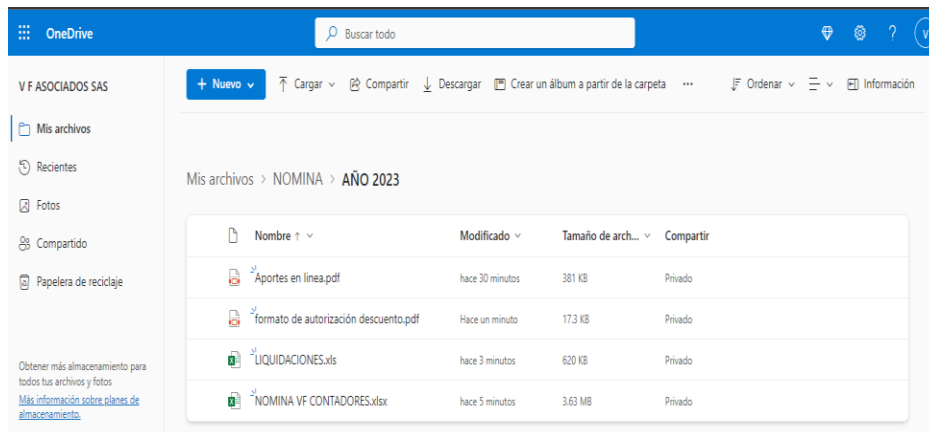 OneDrive
Buscar todo
?
V
V F ASOCIADOS SAS
+ Nuevo
Cargar
Compartir
Descargar
Crear un álbum a partir de la carpeta
...
Ordenar
Información
Mis archivos
Recientes
Fotos
Compartido
Papelera de reciclaje
Obtener más almacenamiento para
todos tus archivos y fotos
Más información sobre planes de
almacenamiento.
Mis archivos > NOMINA > AÑO 2023
Nombre ↑ Modificado Tamaño de arch... Compartir
Aportes en linea.pdf hace 30 minutos 381 KB Privado
formato de autorización descuento.pdf Hace un minuto 17.3 KB Privado
LIQUIDACIONES.xls hace 3 minutos 620 KB Privado
NOMINA VF CONTADORES.xlsx hace 5 minutos 3.63 MB Privado